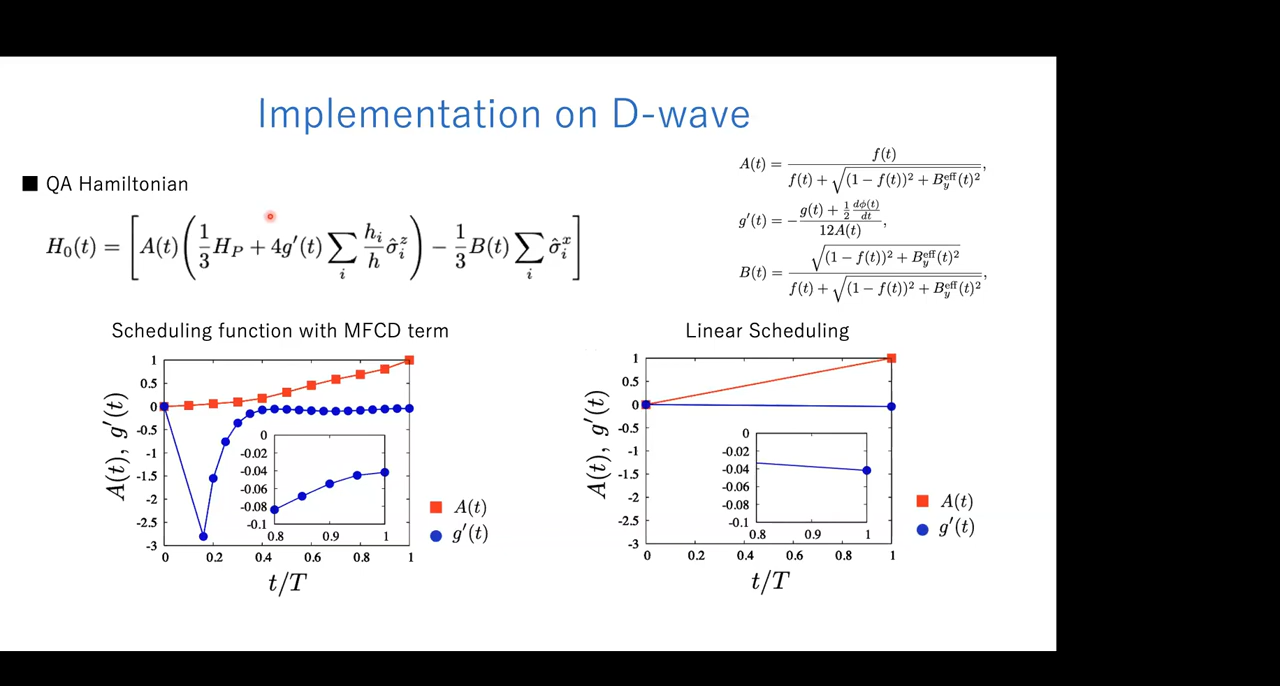 Implementation on D-wave
■ QA Hamiltonian
H₀(t) = [ A(t) ( 1/3 H_P + 4g′(t) ∑_i h_i/h σ̂_i^z ) − 1/3 B(t) ∑_i σ̂_i^x ]
A(t) = f(t) / ( f(t) + √((1 − f(t))² + B_y^eff(t)²) ,
g′(t) = − ( g(t) + 1/2 dϕ(t)/dt ) / 12A(t) ,
B(t) = √((1 − f(t))² + B_y^eff(t)²) / ( f(t) + √((1 − f(t))² + B_y^eff(t)²) ,
Scheduling function with MFCD term
A(t), g′(t)
1
0.5
0
-0.5
-1
-1.5
-2
-2.5
-3
0 0.2 0.4 0.6 0.8 1
t/T
0
-0.02
-0.04
-0.06
-0.08
-0.1
0.8 0.9 1
A(t)
g′(t)
Linear Scheduling
A(t), g′(t)
1
0.5
0
-0.5
-1
-1.5
-2
-2.5
-3
0 0.2 0.4 0.6 0.8 1
t/T
0
-0.02
-0.04
-0.06
-0.08
-0.1
0.8 0.9 1
A(t)
g′(t)